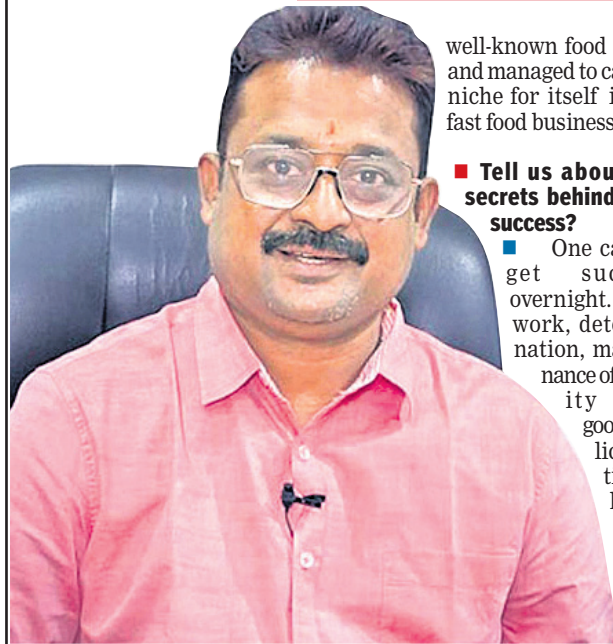 well-known food
and managed to ca
niche for itself i
fast food business
■ Tell us abou
secrets behind
success?
■ One ca
get suc
overnight.
work, dete
nation, ma
nance of
ity
goo
lic
ti